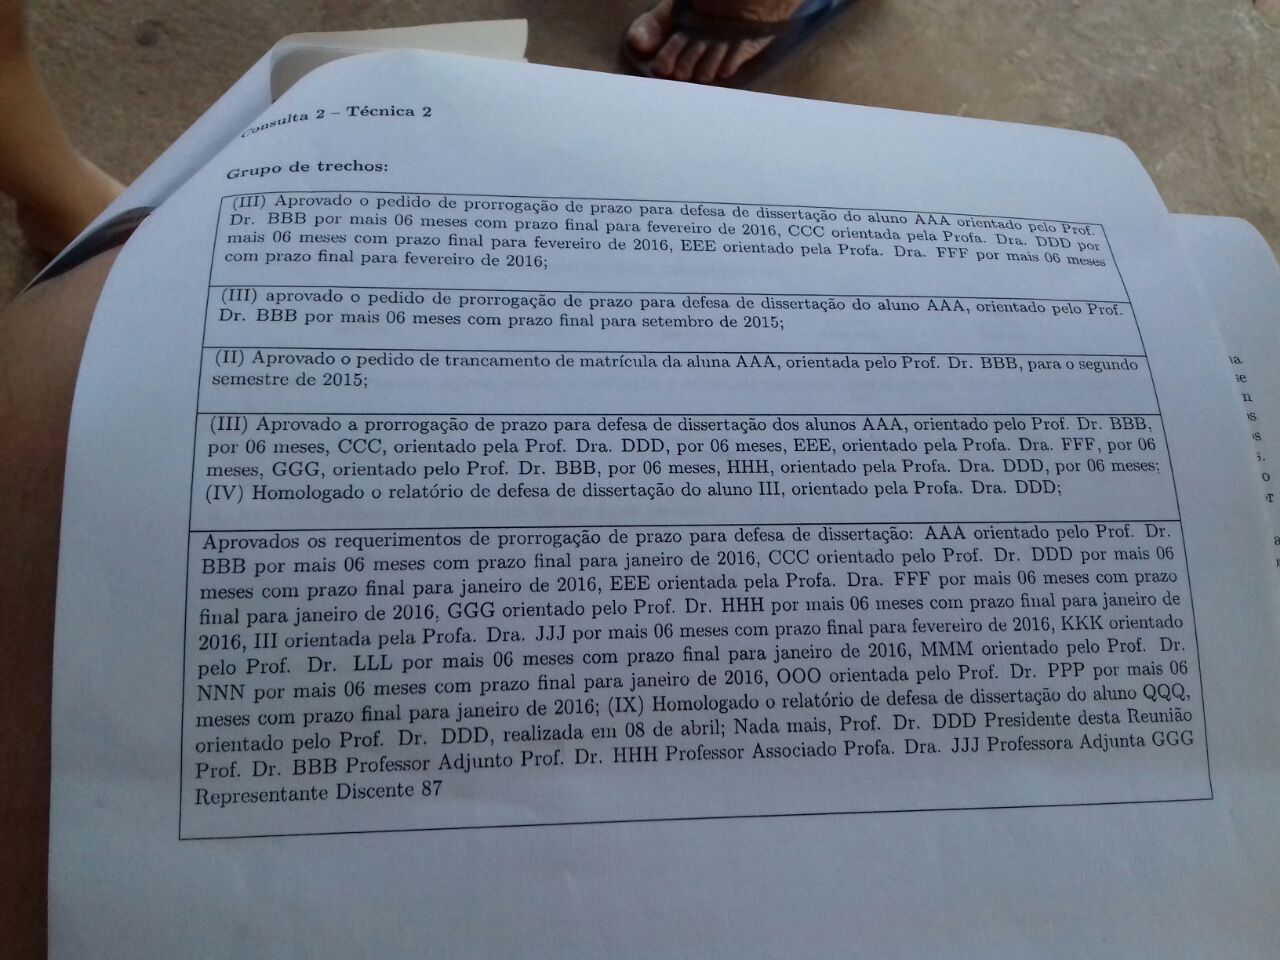 Consulta 2 – Técnica 2
Grupo de trechos:
(III) Aprovado o pedido de prorrogação de prazo para defesa de dissertação do aluno AAA orientado pelo Prof.
Dr. BBB por mais 06 meses com prazo final para fevereiro de 2016, CCC orientada pela Profa. Dra. DDD por
mais 06 meses com prazo final para fevereiro de 2016, EEE orientado pela Profa. Dra. FFF por mais 06 meses
com prazo final para fevereiro de 2016;
(III) aprovado o pedido de prorrogação de prazo para defesa de dissertação do aluno AAA, orientado pelo Prof.
Dr. BBB por mais 06 meses com prazo final para setembro de 2015;
(II) Aprovado o pedido de trancamento de matrícula da aluna AAA, orientada pelo Prof. Dr. BBB, para o segundo
semestre de 2015;
(III) Aprovado a prorrogação de prazo para defesa de dissertação dos alunos AAA, orientado pelo Prof. Dr. BBB,
por 06 meses, CCC, orientado pela Prof. Dra. DDD, por 06 meses, EEE, orientado pela Profa. Dra. FFF, por 06
meses, GGG, orientado pelo Prof. Dr. BBB, por 06 meses, HHH, orientado pela Profa. Dra. DDD, por 06 meses;
(IV) Homologado o relatório de defesa de dissertação do aluno III, orientado pela Profa. Dra. DDD;
Aprovados os requerimentos de prorrogação de prazo para defesa de dissertação: AAA orientado pelo Prof. Dr.
BBB por mais 06 meses com prazo final para janeiro de 2016, CCC orientado pelo Prof. Dr. DDD por mais 06
meses com prazo final para janeiro de 2016, EEE orientada pela Profa. Dra. FFF por mais 06 meses com prazo
final para janeiro de 2016, GGG orientado pelo Prof. Dr. HHH por mais 06 meses com prazo final para janeiro de
2016, III orientada pela Profa. Dra. JJJ por mais 06 meses com prazo final para fevereiro de 2016, KKK orientado
pelo Prof. Dr. LLL por mais 06 meses com prazo final para janeiro de 2016, MMM orientado pelo Prof. Dr.
NNN por mais 06 meses com prazo final para janeiro de 2016, OOO orientada pelo Prof. Dr. PPP por mais 06
meses com prazo final para janeiro de 2016; (IX) Homologado o relatório de defesa de dissertação do aluno QQQ,
orientado pelo Prof. Dr. DDD, realizada em 08 de abril; Nada mais, Prof. Dr. DDD Presidente desta Reunião
Prof. Dr. BBB Professor Adjunto Prof. Dr. HHH Professor Associado Profa. Dra. JJJ Professora Adjunta GGG
Representante Discente 87